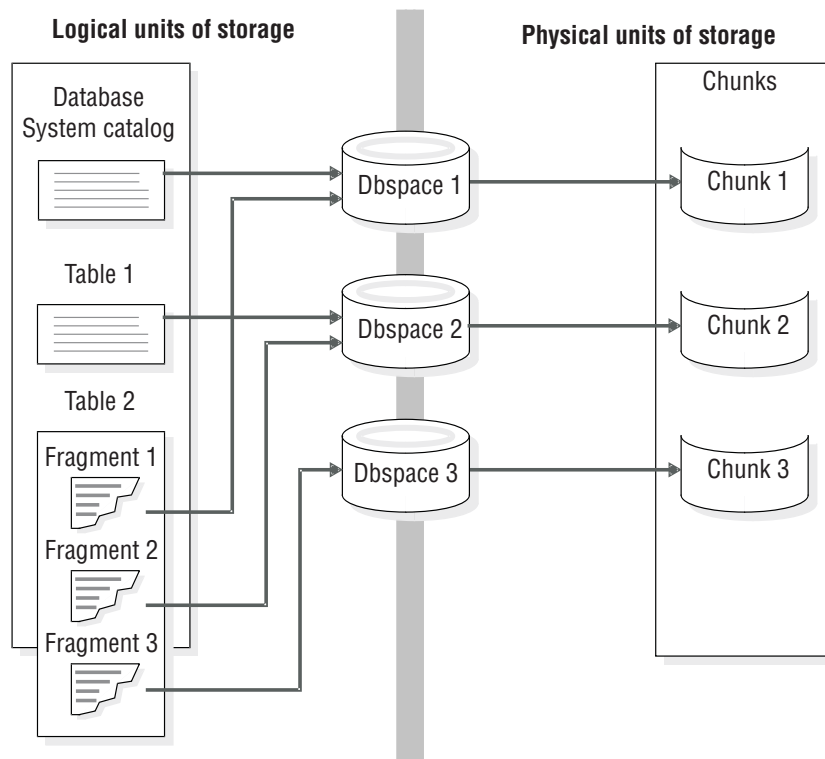 Logical units of storage
Physical units of storage
Database
System catalog
Chunks
Dbspace 1
Chunk 1
Table 1
Dbspace 2
Chunk 2
Table 2
Fragment 1
Dbspace 3
Chunk 3
Fragment 2
Fragment 3